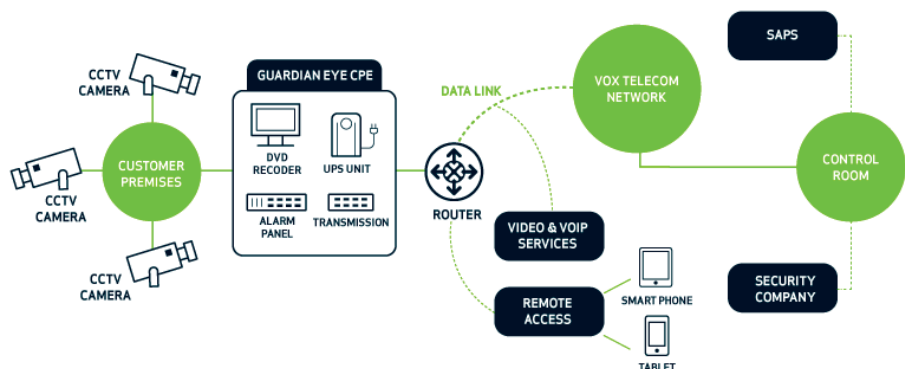 CCTV
CAMERA
CCTV
CAMERA
CCTV
CAMERA
CUSTOMER
PREMISES
GUARDIAN EYE CPE
DVD
RECODER
UPS UNIT
ALARM
PANEL
TRANSMISSION
ROUTER
DATA LINK
VOX TELECOM
NETWORK
VIDEO & VOIP
SERVICES
REMOTE
ACCESS
SMART PHONE
TABLET
SAPS
CONTROL
ROOM
SECURITY
COMPANY